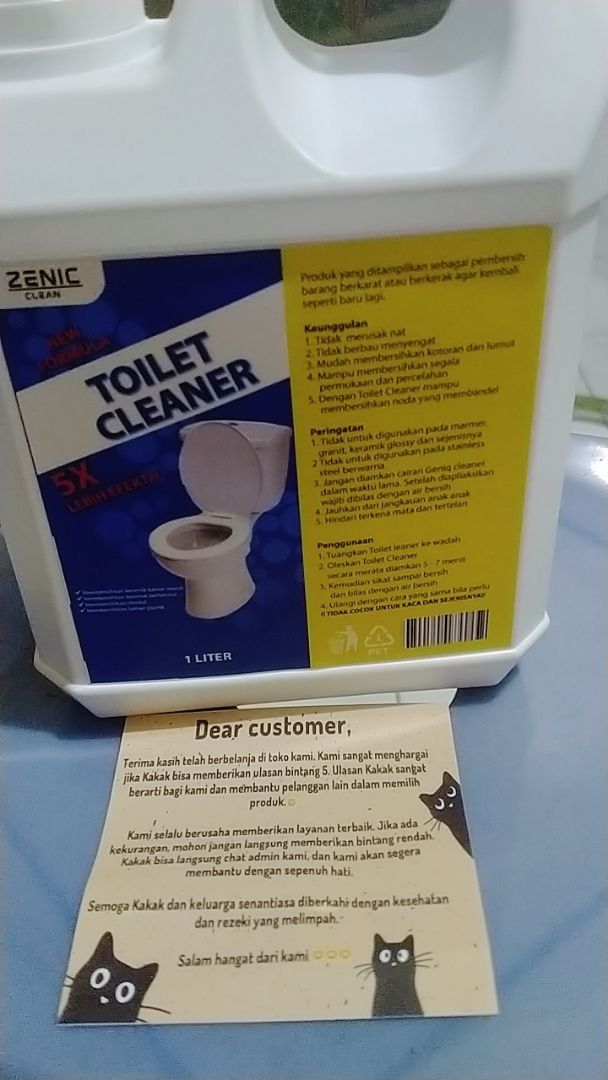 ZENIC
CLEAN
NEW
FORMULA
TOILET
CLEANER
5X
LEBIH EFEKTIF
1 LITER
Produk yang ditampilkan sebagai pembersih
barang berkarat atau berkerak agar kembali
seperti baru lagi.
Keunggulan
1. Tidak merusak nat
2. Tidak berbau menyengat
3. Mudah membersihkan kotoran dan lumut
4. Mampu membersihkan segala
permukaan dan percelahan
5. Dengan Toilet Cleaner mampu
membersihkan noda yang membandel
Peringatan
1. Tidak untuk digunakan pada marmer,
granit, keramik glossy dan sejenisnya
2 Tidak untuk digunakan pada stainless
steel berwarna
3. Jangan diamkan cairan Geniq cleaner
dalam waktu lama. Setelah diapliaksikan
wajib dibilas dengan air bersih
4. Jauhkan dari jangkauan anak anak
5. Hindari terkena mata dan tertelan
Penggunaan
1. Tuangkan Toilet leaner ke wadah
2. Oleskan Toilet Cleaner
secara merata diamkan 5 - 7 menit
3. Kemudian sikat sampai bersih
dan bilas dengan air bersih
4. Ulangi dengan cara yang sama bila perlu
!! TIDAK COCOK UNTUK KACA DAN SEJENISNYA!!
1
PET
Dear customer,
Terima kasih telah berbelanja di toko kami. Kami sangat menghargai
jika Kakak bisa memberikan ulasan bintang 5. Ulasan Kakak sangat
berarti bagi kami dan membantu pelanggan lain dalam memilih
produk.
Kami selalu berusaha memberikan layanan terbaik. Jika ada
kekurangan, mohon jangan langsung memberikan bintang rendah.
Kakak bisa langsung chat admin kami, dan kami akan segera
membantu dengan sepenuh hati.
Semoga Kakak dan keluarga senantiasa diberkahi dengan kesehatan
dan rezeki yang melimpah.
Salam hangat dari kami